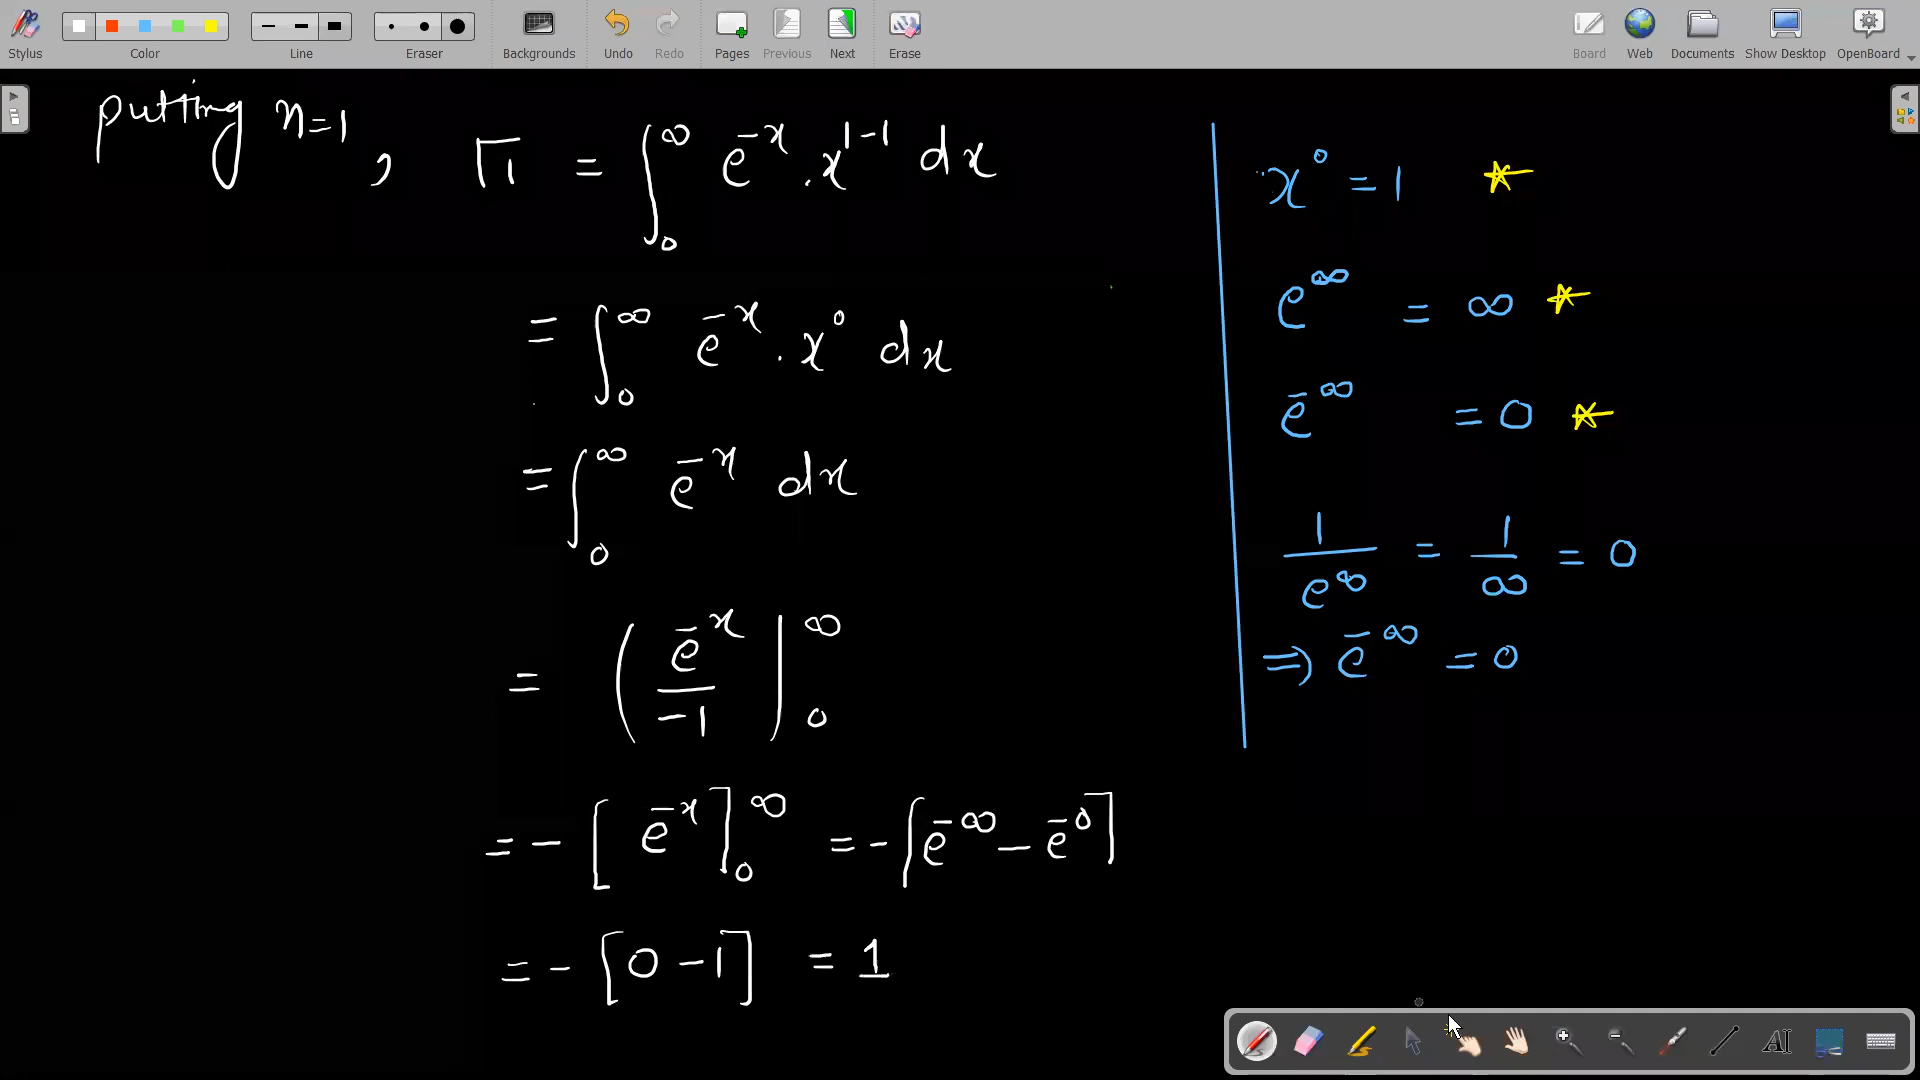 Stylus Color Line Eraser Backgrounds Undo Redo Pages Previous Next Erase Board Web Documents Show Desktop OpenBoard
putting n=1, Γ1 = ∫₀^∞ e^-x . x^1-1 dx
= ∫₀^∞ e^-x . x^0 dx
= ∫₀^∞ e^-x dx
= ( e^-x / -1 |₀^∞
= - [ e^-x ]₀^∞ = - [ e^-∞ - e^-0 ]
= - [ 0 - 1 ] = 1
x^0 = 1
e^∞ = ∞
e^-∞ = 0
1/e^∞ = 1/∞ = 0
⇒ e^-∞ = 0
AI